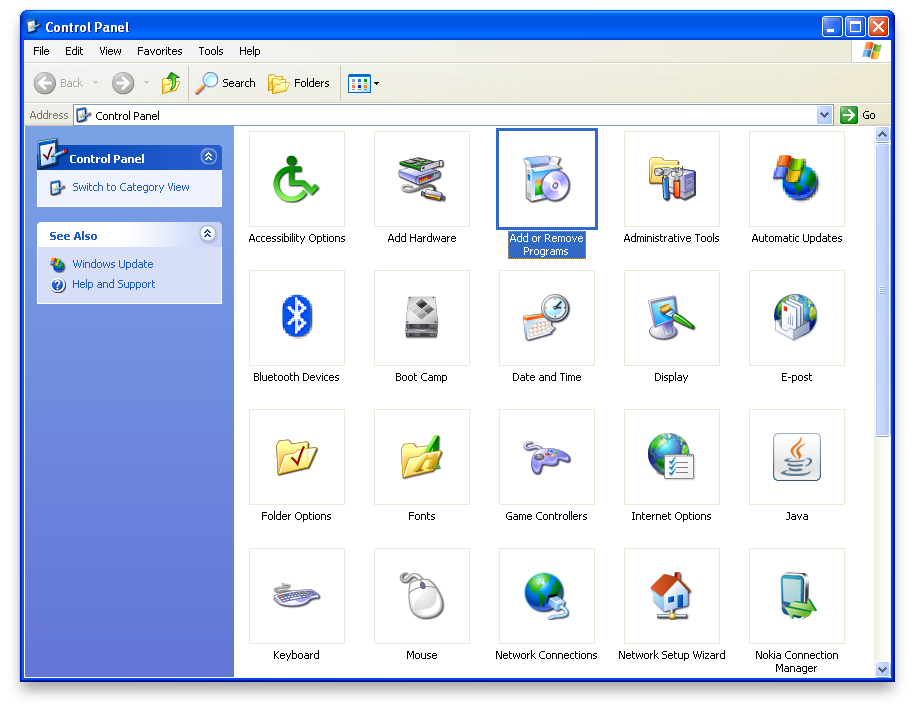 Control Panel
File Edit View Favorites Tools Help
Back Search Folders
Address Control Panel Go
Control Panel
Switch to Category View
See Also
Windows Update
Help and Support
Accessibility Options Add Hardware Add or Remove Administrative Tools Automatic Updates
Programs
Bluetooth Devices Boot Camp Date and Time Display E-post
Folder Options Fonts Game Controllers Internet Options Java
Keyboard Mouse Network Connections Network Setup Wizard Nokia Connection
Manager